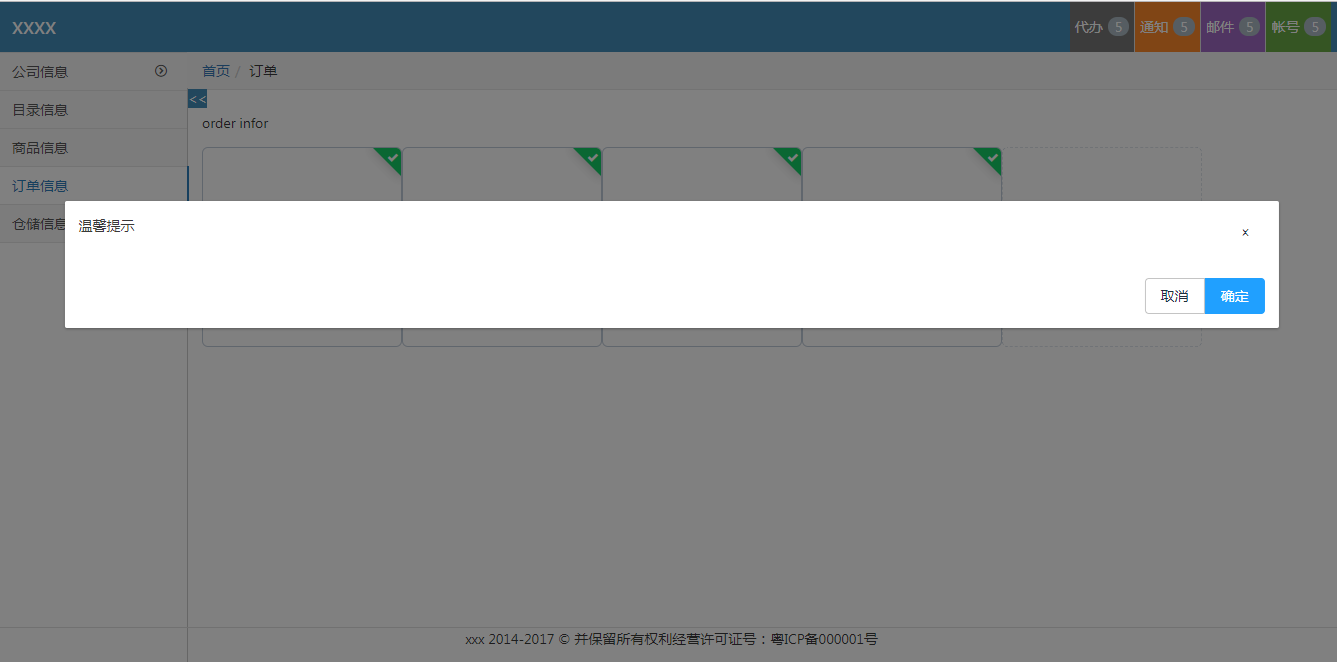 XXXX
代办 5 通知 5 邮件 5 帐号 5
公司信息
目录信息
商品信息
订单信息
仓储信息
首页 / 订单
<<
order infor
温馨提示
x
取消 确定
xxx 2014-2017 © 并保留所有权利经营许可证号：粤ICP备000001号